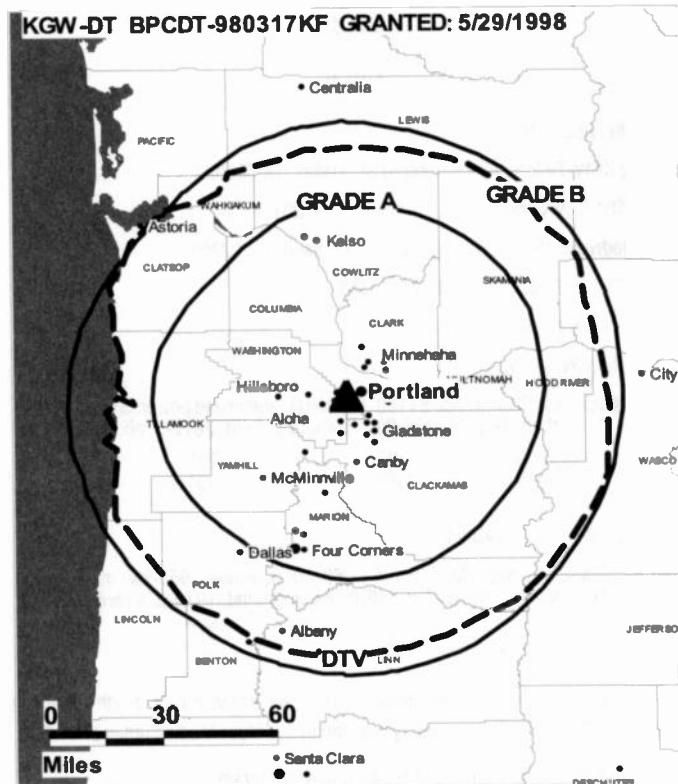 KGW-DT BPCDT-980317KF GRANTED: 5/29/1998
Centralia
LEWIS
PACIFIC
GRADE A
GRADE B
WAHKIAKUM
Astoria
Kelso
CLATSOP
COWLITZ
SKAMANIA
COLUMBIA
CLARK
WASHINGTON
Minnehaha
Portland
HOOD RIVER
City
Hillsboro
Aloha
TILLAMOOK
Gladstone
Canby
YAMHILL
McMinnville
CLACKAMAS
WASCO
MARION
Dallas
Four Corners
POLK
LINCOLN
Albany
JEFFERSO
BENTON
DTV
LINN
0 30 60
Miles
Santa Clara
DESCHUTES